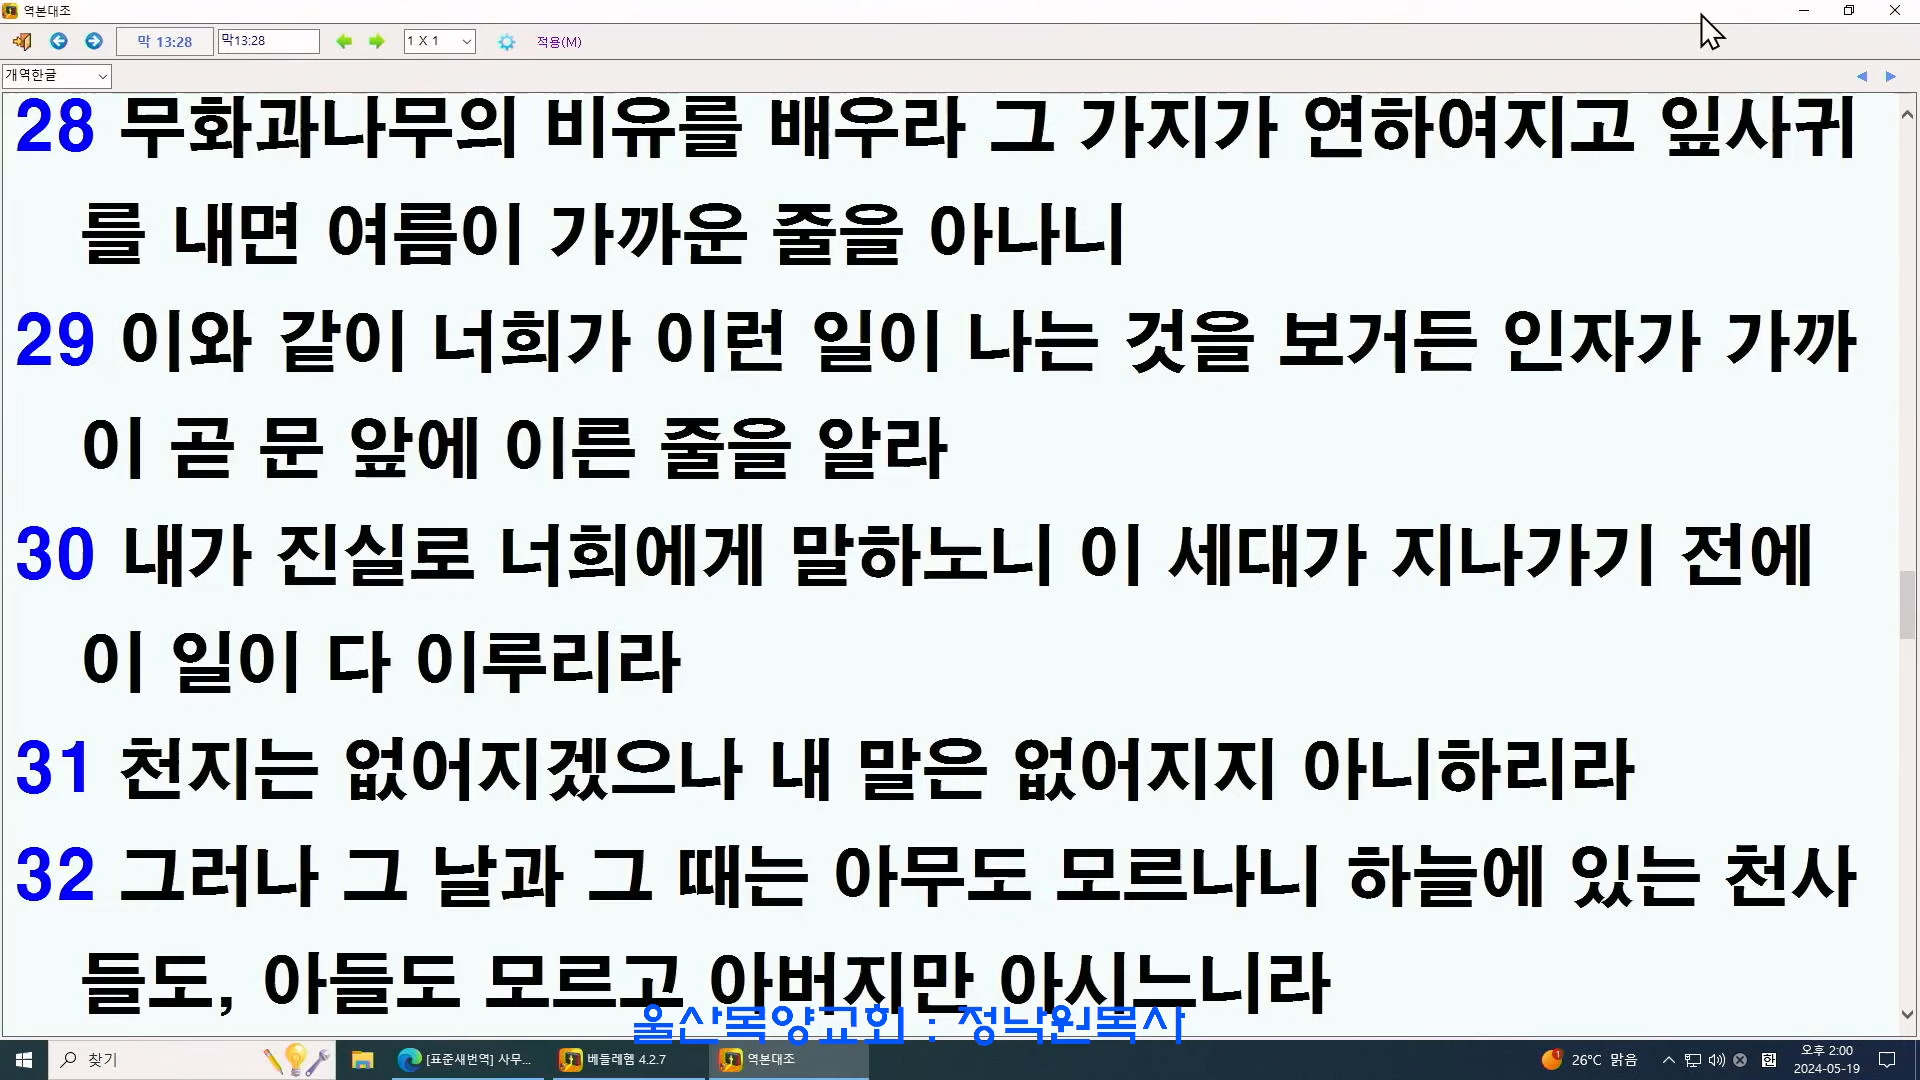 역본대조
막 13:28
막13:28
1 X 1
적용(M)
개역한글
28 무화과나무의 비유를 배우라 그 가지가 연하여지고 잎사귀
를 내면 여름이 가까운 줄을 아나니
29 이와 같이 너희가 이런 일이 나는 것을 보거든 인자가 가까
이 곧 문 앞에 이른 줄을 알라
30 내가 진실로 너희에게 말하노니 이 세대가 지나가기 전에
이 일이 다 이루리라
31 천지는 없어지겠으나 내 말은 없어지지 아니하리라
32 그러나 그 날과 그 때는 아무도 모르나니 하늘에 있는 천사
들도, 아들도 모르고 아버지만 아시느니라
울산목양교회 : 정낙원목사
찾기
[표준새번역] 사무...
베들레헴 4.2.7
역본대조
1
26°C 맑음
한
오후 2:00
2024-05-19